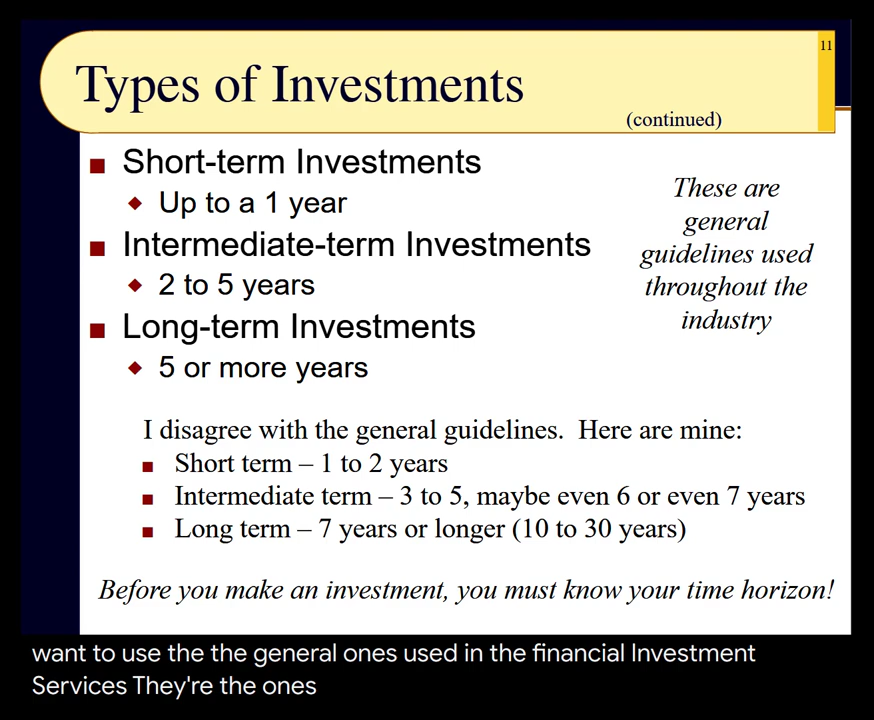 11
Types of Investments
(continued)
■ Short-term Investments
◆ Up to a 1 year
■ Intermediate-term Investments
◆ 2 to 5 years
■ Long-term Investments
◆ 5 or more years
These are
general
guidelines used
throughout the
industry
I disagree with the general guidelines. Here are mine:
■ Short term – 1 to 2 years
■ Intermediate term – 3 to 5, maybe even 6 or even 7 years
■ Long term – 7 years or longer (10 to 30 years)
Before you make an investment, you must know your time horizon!
want to use the the general ones used in the financial Investment
Services They're the ones